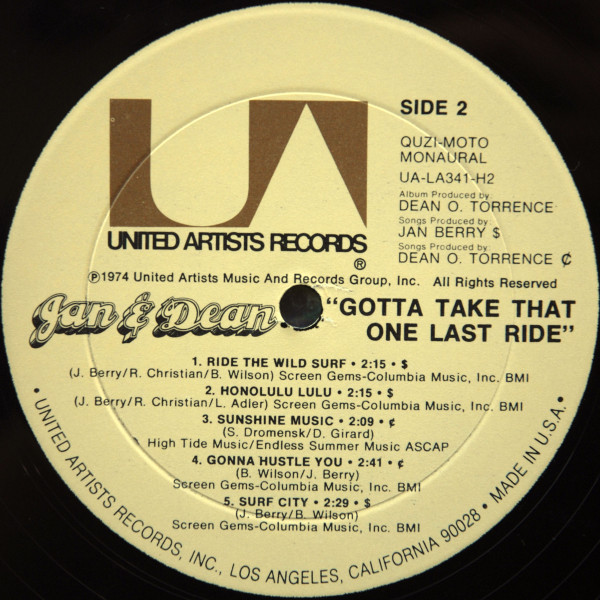 UA
UNITED ARTISTS RECORDS®
SIDE 2
QUZI-MOTO
MONAURAL
UA-LA341-H2
Album Produced by
DEAN O. TORRENCE
Songs Produced by
JAN BERRY $
Songs Produced by
DEAN O. TORRENCE ¢
℗1974 United Artists Music And Records Group, Inc. All Rights Reserved
Jan & Dean
"GOTTA TAKE THAT
ONE LAST RIDE"
1. RIDE THE WILD SURF • 2:15 • $
(J. Berry/R. Christian/B. Wilson) Screen Gems-Columbia Music, Inc. BMI
2. HONOLULU LULU • 2:15 • $
(J. Berry/R. Christian/L. Adler) Screen Gems-Columbia Music, Inc. BMI
3. SUNSHINE MUSIC • 2:09 • ¢
(S. Dromensk/D. Girard)
High Tide Music/Endless Summer Music ASCAP
4. GONNA HUSTLE YOU • 2:41 • ¢
(B. Wilson/J. Berry)
Screen Gems-Columbia Music, Inc. BMI
5. SURF CITY • 2:29 • $
(J. Berry/B. Wilson)
Screen Gems-Columbia Music, Inc. BMI
• UNITED ARTISTS RECORDS, INC., LOS ANGELES, CALIFORNIA 90028 • MADE IN U.S.A. •